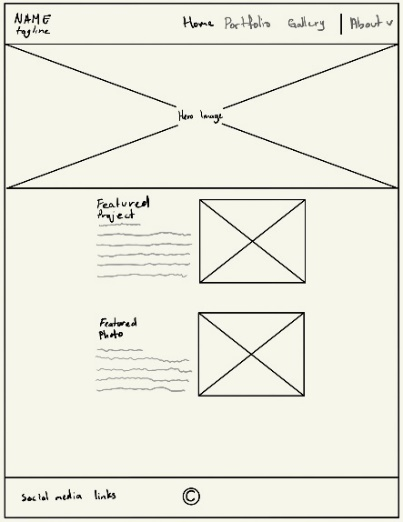 NAME
tagline
Home Portfolio Gallery | About v
Hero Image
Featured
Project
Featured
Photo
Social media links ©